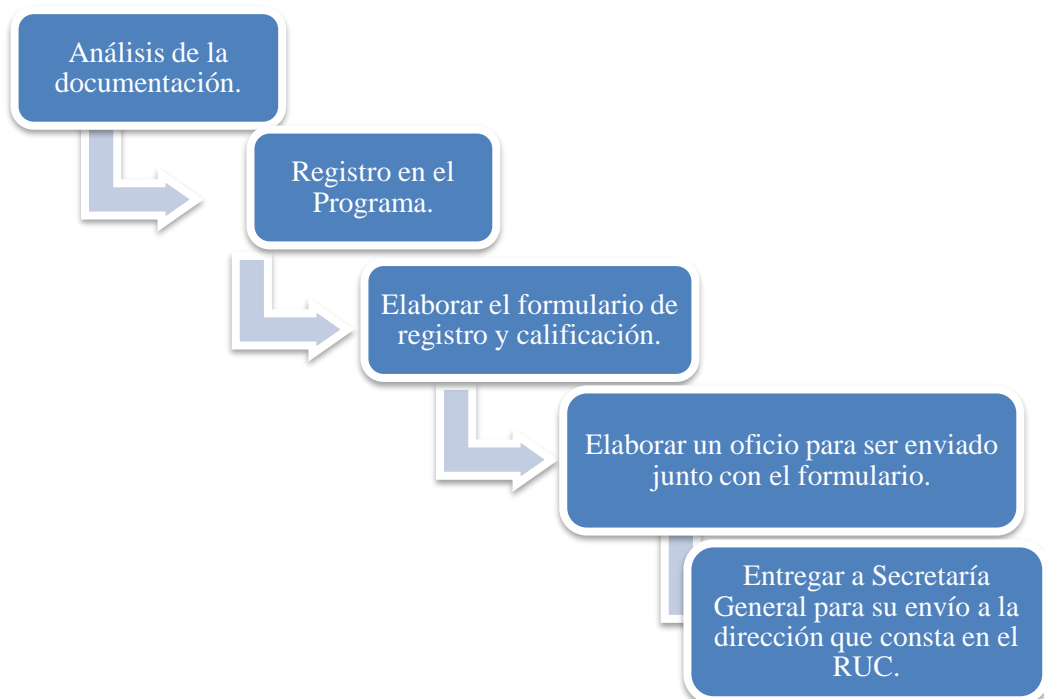 Análisis de la
documentación.
Registro en el
Programa.
Elaborar el formulario de
registro y calificación.
Elaborar un oficio para ser enviado
junto con el formulario.
Entregar a Secretaría
General para su envío a la
dirección que consta en el
RUC.